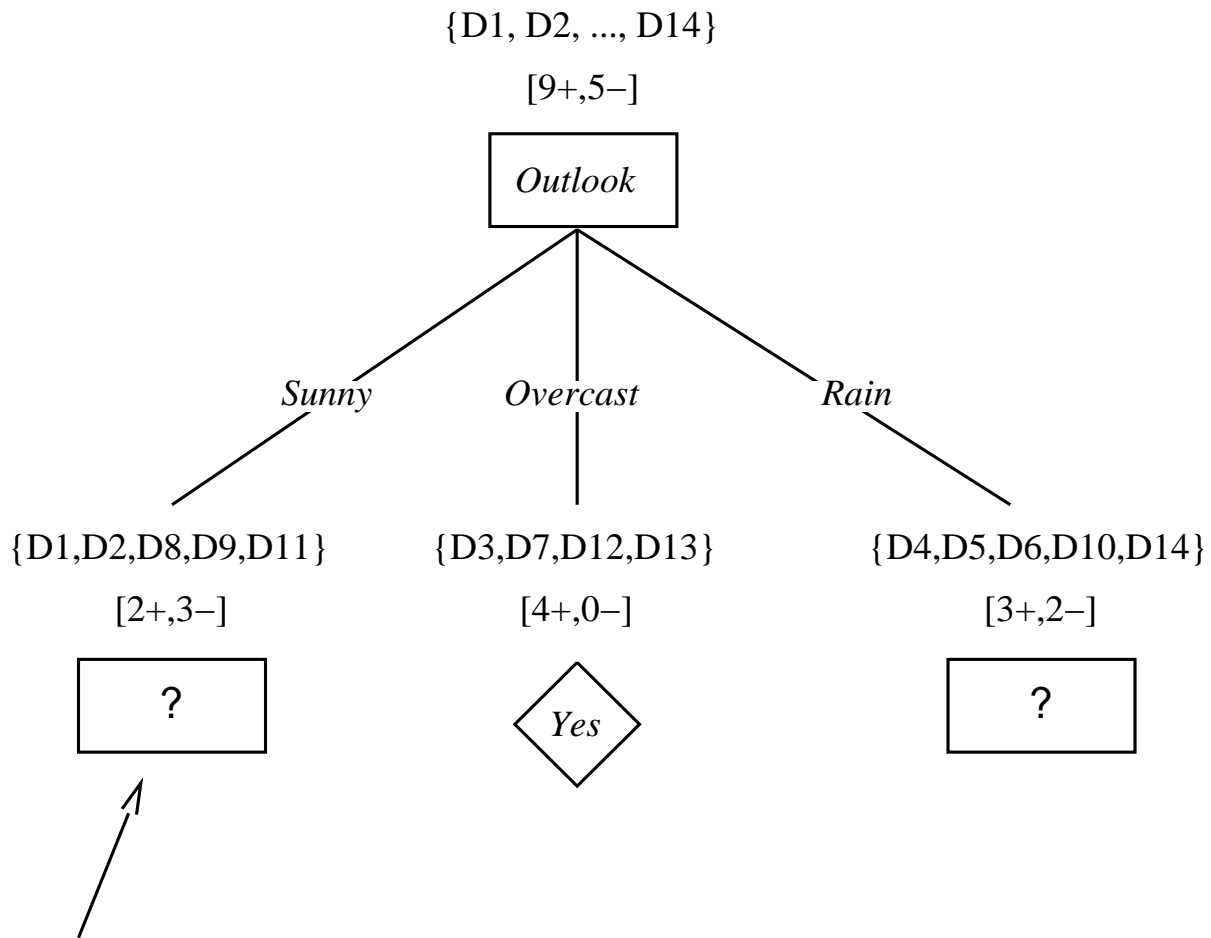 {D1, D2, ..., D14}
[9+,5−]
Outlook
Sunny Overcast Rain
{D1,D2,D8,D9,D11} {D3,D7,D12,D13} {D4,D5,D6,D10,D14}
[2+,3−] [4+,0−] [3+,2−]
? Yes ?